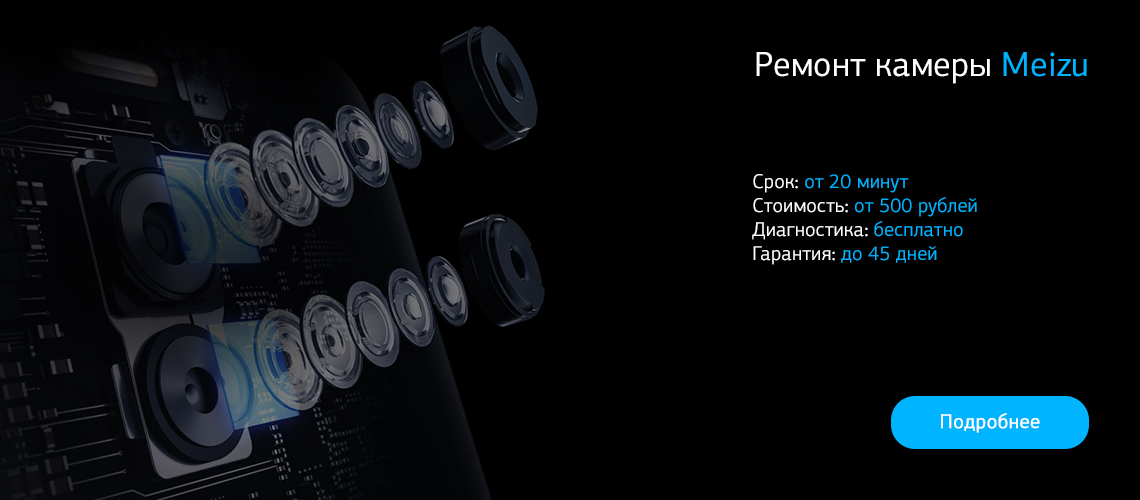 Ремонт камеры Meizu
Срок: от 20 минут
Стоимость: от 500 рублей
Диагностика: бесплатно
Гарантия: до 45 дней
Подробнее